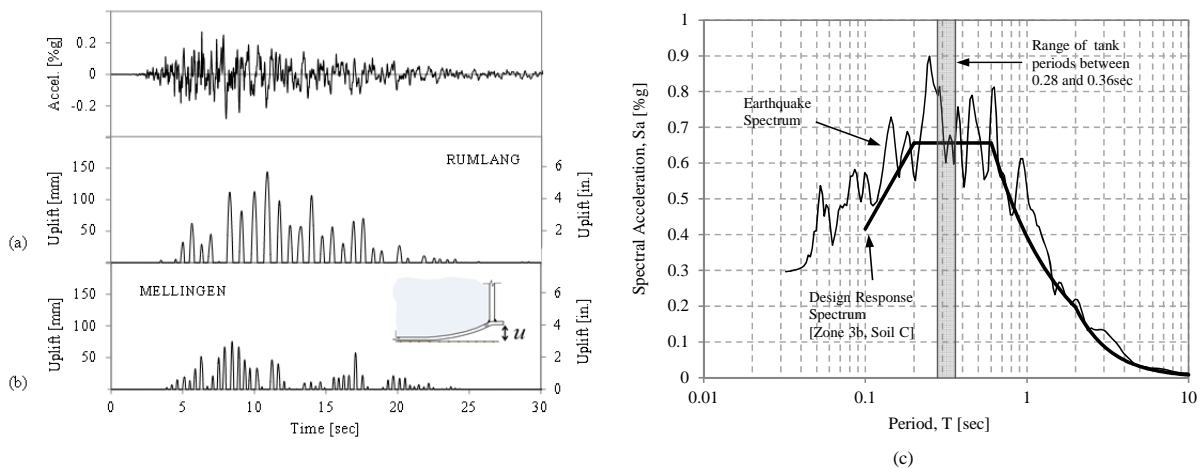 Accel. [%g]
0.2
0
-0.2
(a)
Uplift [mm]
150
100
50
RUMLANG
6
4
2
Uplift [in.]
(b)
Uplift [mm]
150
100
50
MELLINGEN
u
6
4
2
0
Uplift [in.]
0 5 10 15 20 25 30
Time [sec]
Spectral Acceleration, Sa [%g]
1
0.9
0.8
0.7
0.6
0.5
0.4
0.3
0.2
0.1
0
Range of tank
periods between
0.28 and 0.36sec
Earthquake
Spectrum
Design Response
Spectrum
[Zone 3b, Soil C]
0.01 0.1 1 10
Period, T [sec]
(c)